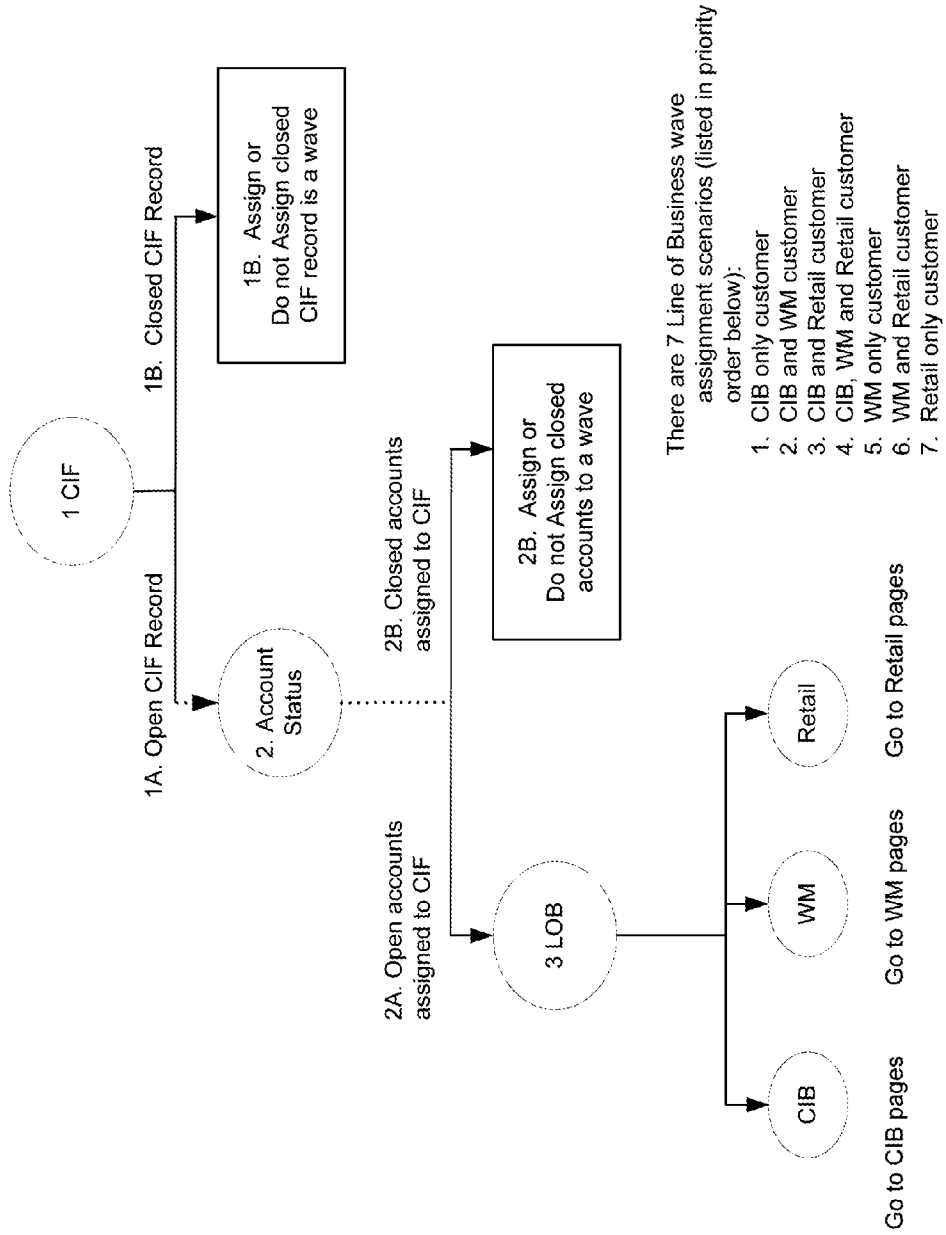 1 CIF
1A. Open CIF Record
1B. Closed CIF Record
2. Account
Status
1B. Assign or
Do not Assign closed
CIF record is a wave
2A. Open accounts
assigned to CIF
2B. Closed accounts
assigned to CIF
3 LOB
2B. Assign or
Do not Assign closed
accounts to a wave
CIB
WM
Retail
Go to CIB pages
Go to WM pages
Go to Retail pages
There are 7 Line of Business wave
assignment scenarios (listed in priority
order below):
1. CIB only customer
2. CIB and WM customer
3. CIB and Retail customer
4. CIB, WM and Retail customer
5. WM only customer
6. WM and Retail customer
7. Retail only customer